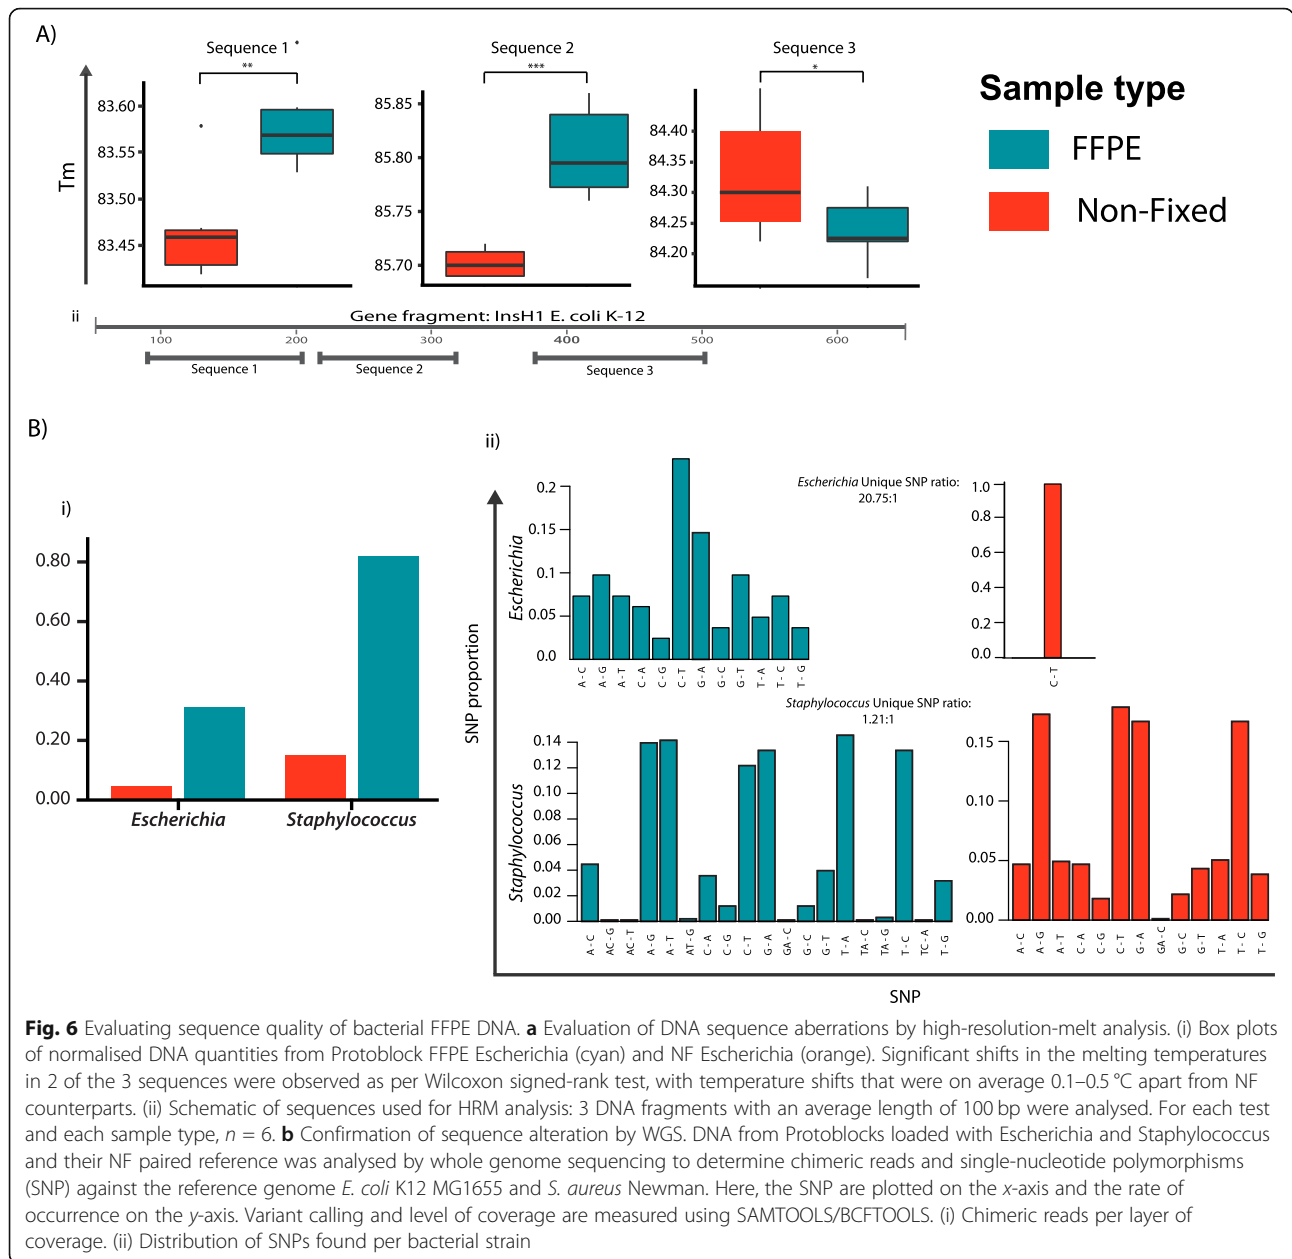 A)
Sequence 1 *
Sequence 2
Sequence 3
**
***
*
Tm
83.60
83.55
83.50
83.45
85.85
85.80
85.75
85.70
84.40
84.35
84.30
84.25
84.20
Sample type
FFPE
Non-Fixed
ii
Gene fragment: InsH1 E. coli K-12
100 200 300 400 500 600
Sequence 1
Sequence 2
Sequence 3
B)
i)
0.80
0.60
0.40
0.20
0.00
Escherichia
Staphylococcus
ii)
SNP proportion
Escherichia
0.2
0.15
0.1
0.05
0.0
A - C
A - G
A - T
C - A
C - G
C - T
G - A
G - C
G - T
T - A
T - C
T - G
Escherichia Unique SNP ratio:
20.75:1
1.0
0.8
0.6
0.4
0.2
0.0
C - T
Staphylococcus Unique SNP ratio:
1.21:1
Staphylococcus
0.14
0.12
0.10
0.08
0.06
0.04
0.02
0.00
A - C
AC - G
AC - T
A - G
A - T
AT - G
C - A
C - G
C - T
G - A
GA - C
G - C
G - T
T - A
TA - C
TA - G
T - C
TC - A
T - G
0.15
0.10
0.05
0.00
A - C
A - G
A - T
C - A
C - G
C - T
G - A
GA - C
G - C
G - T
T - A
T - C
T - G
SNP
Fig. 6 Evaluating sequence quality of bacterial FFPE DNA. a Evaluation of DNA sequence aberrations by high-resolution-melt analysis. (i) Box plots
of normalised DNA quantities from Protoblock FFPE Escherichia (cyan) and NF Escherichia (orange). Significant shifts in the melting temperatures
in 2 of the 3 sequences were observed as per Wilcoxon signed-rank test, with temperature shifts that were on average 0.1–0.5 °C apart from NF
counterparts. (ii) Schematic of sequences used for HRM analysis: 3 DNA fragments with an average length of 100 bp were analysed. For each test
and each sample type, n = 6. b Confirmation of sequence alteration by WGS. DNA from Protoblocks loaded with Escherichia and Staphylococcus
and their NF paired reference was analysed by whole genome sequencing to determine chimeric reads and single-nucleotide polymorphisms
(SNP) against the reference genome E. coli K12 MG1655 and S. aureus Newman. Here, the SNP are plotted on the x-axis and the rate of
occurrence on the y-axis. Variant calling and level of coverage are measured using SAMTOOLS/BCFTOOLS. (i) Chimeric reads per layer of
coverage. (ii) Distribution of SNPs found per bacterial strain